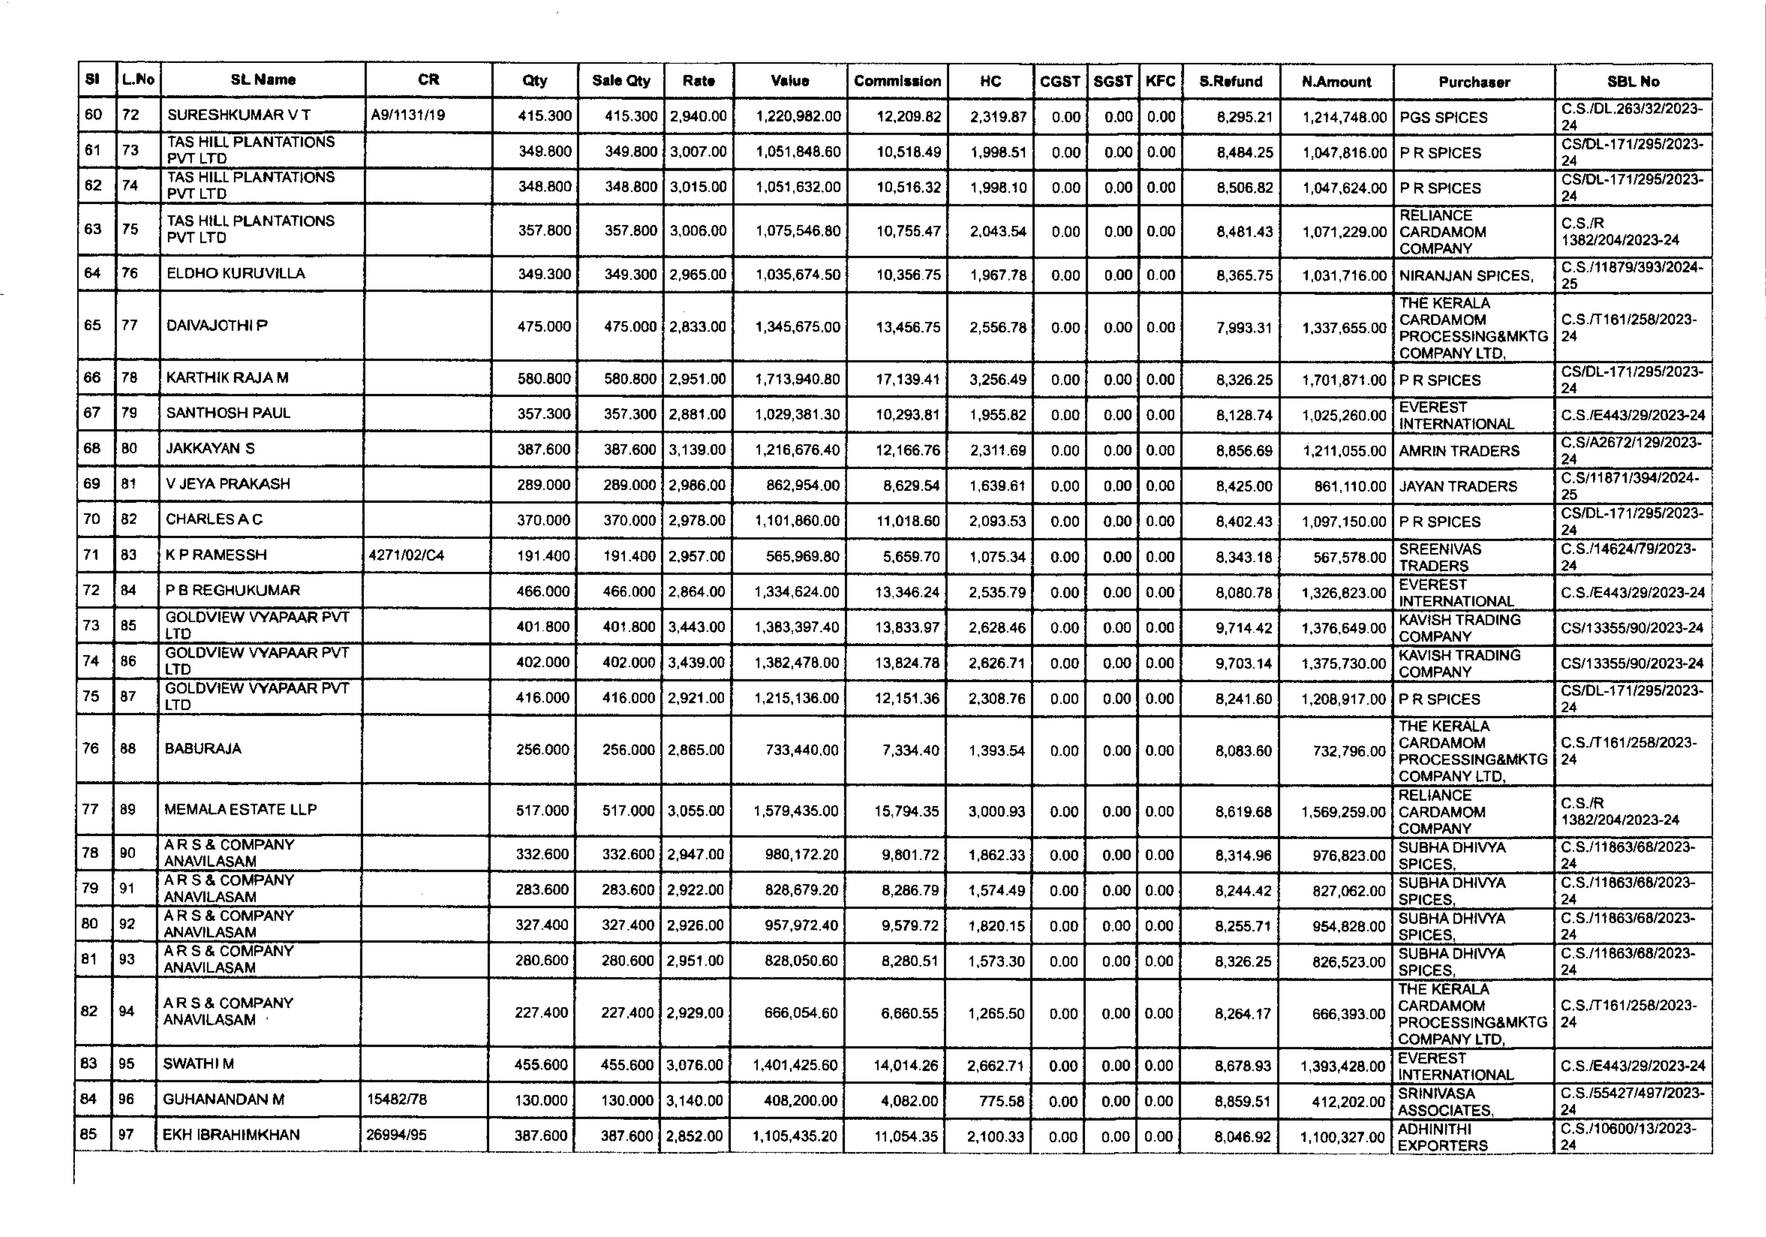 Sl L.No SL Name CR Qty Sale Qty Rate Value Commission HC CGST SGST KFC S.Refund N.Amount Purchaser SBL No
60 72 SURESHKUMAR V T A9/1131/19 415.300 415.300 2,940.00 1,220,982.00 12,209.82 2,319.87 0.00 0.00 0.00 8,295.21 1,214,748.00 PGS SPICES C.S./DL.263/32/2023-
24
61 73 TAS HILL PLANTATIONS
PVT LTD 349.800 349.800 3,007.00 1,051,848.60 10,518.49 1,998.51 0.00 0.00 0.00 8,484.25 1,047,816.00 P R SPICES CS/DL-171/295/2023-
24
62 74 TAS HILL PLANTATIONS
PVT LTD 348.800 348.800 3,015.00 1,051,632.00 10,516.32 1,998.10 0.00 0.00 0.00 8,506.82 1,047,624.00 P R SPICES CS/DL-171/295/2023-
24
63 75 TAS HILL PLANTATIONS
PVT LTD 357.800 357.800 3,006.00 1,075,546.80 10,755.47 2,043.54 0.00 0.00 0.00 8,481.43 1,071,229.00 RELIANCE
CARDAMOM
COMPANY C.S./R
1382/204/2023-24
64 76 ELDHO KURUVILLA 349.300 349.300 2,965.00 1,035,674.50 10,356.75 1,967.78 0.00 0.00 0.00 8,365.75 1,031,716.00 NIRANJAN SPICES, C.S./11879/393/2024-
25
65 77 DAIVAJOTHI P 475.000 475.000 2,833.00 1,345,675.00 13,456.75 2,556.78 0.00 0.00 0.00 7,993.31 1,337,655.00 THE KERALA
CARDAMOM
PROCESSING&MKTG
COMPANY LTD, C.S./T161/258/2023-
24
66 78 KARTHIK RAJA M 580.800 580.800 2,951.00 1,713,940.80 17,139.41 3,256.49 0.00 0.00 0.00 8,326.25 1,701,871.00 P R SPICES CS/DL-171/295/2023-
24
67 79 SANTHOSH PAUL 357.300 357.300 2,881.00 1,029,381.30 10,293.81 1,955.82 0.00 0.00 0.00 8,128.74 1,025,260.00 EVEREST
INTERNATIONAL C.S./E443/29/2023-24
68 80 JAKKAYAN S 387.600 387.600 3,139.00 1,216,676.40 12,166.76 2,311.69 0.00 0.00 0.00 8,856.69 1,211,055.00 AMRIN TRADERS C.S/A2672/129/2023-
24
69 81 V JEYA PRAKASH 289.000 289.000 2,986.00 862,954.00 8,629.54 1,639.61 0.00 0.00 0.00 8,425.00 861,110.00 JAYAN TRADERS C.S/11871/394/2024-
25
70 82 CHARLES A C 370.000 370.000 2,978.00 1,101,860.00 11,018.60 2,093.53 0.00 0.00 0.00 8,402.43 1,097,150.00 P R SPICES CS/DL-171/295/2023-
24
71 83 K P RAMESSH 4271/02/C4 191.400 191.400 2,957.00 565,969.80 5,659.70 1,075.34 0.00 0.00 0.00 8,343.18 567,578.00 SREENIVAS
TRADERS C.S./14624/79/2023-
24
72 84 P B REGHUKUMAR 466.000 466.000 2,864.00 1,334,624.00 13,346.24 2,535.79 0.00 0.00 0.00 8,080.78 1,326,823.00 EVEREST
INTERNATIONAL C.S./E443/29/2023-24
73 85 GOLDVIEW VYAPAAR PVT
LTD 401.800 401.800 3,443.00 1,383,397.40 13,833.97 2,628.46 0.00 0.00 0.00 9,714.42 1,376,649.00 KAVISH TRADING
COMPANY CS/13355/90/2023-24
74 86 GOLDVIEW VYAPAAR PVT
LTD 402.000 402.000 3,439.00 1,382,478.00 13,824.78 2,626.71 0.00 0.00 0.00 9,703.14 1,375,730.00 KAVISH TRADING
COMPANY CS/13355/90/2023-24
75 87 GOLDVIEW VYAPAAR PVT
LTD 416.000 416.000 2,921.00 1,215,136.00 12,151.36 2,308.76 0.00 0.00 0.00 8,241.60 1,208,917.00 P R SPICES CS/DL-171/295/2023-
24
76 88 BABURAJA 256.000 256.000 2,865.00 733,440.00 7,334.40 1,393.54 0.00 0.00 0.00 8,083.60 732,796.00 THE KERALA
CARDAMOM
PROCESSING&MKTG
COMPANY LTD, C.S./T161/258/2023-
24
77 89 MEMALA ESTATE LLP 517.000 517.000 3,055.00 1,579,435.00 15,794.35 3,000.93 0.00 0.00 0.00 8,619.68 1,569,259.00 RELIANCE
CARDAMOM
COMPANY C.S./R
1382/204/2023-24
78 90 A R S & COMPANY
ANAVILASAM 332.600 332.600 2,947.00 980,172.20 9,801.72 1,862.33 0.00 0.00 0.00 8,314.96 976,823.00 SUBHA DHIVYA
SPICES, C.S./11863/68/2023-
24
79 91 A R S & COMPANY
ANAVILASAM 283.600 283.600 2,922.00 828,679.20 8,286.79 1,574.49 0.00 0.00 0.00 8,244.42 827,062.00 SUBHA DHIVYA
SPICES, C.S./11863/68/2023-
24
80 92 A R S & COMPANY
ANAVILASAM 327.400 327.400 2,926.00 957,972.40 9,579.72 1,820.15 0.00 0.00 0.00 8,255.71 954,828.00 SUBHA DHIVYA
SPICES, C.S./11863/68/2023-
24
81 93 A R S & COMPANY
ANAVILASAM 280.600 280.600 2,951.00 828,050.60 8,280.51 1,573.30 0.00 0.00 0.00 8,326.25 826,523.00 SUBHA DHIVYA
SPICES, C.S./11863/68/2023-
24
82 94 A R S & COMPANY
ANAVILASAM 227.400 227.400 2,929.00 666,054.60 6,660.55 1,265.50 0.00 0.00 0.00 8,264.17 666,393.00 THE KERALA
CARDAMOM
PROCESSING&MKTG
COMPANY LTD, C.S./T161/258/2023-
24
83 95 SWATHI M 455.600 455.600 3,076.00 1,401,425.60 14,014.26 2,662.71 0.00 0.00 0.00 8,678.93 1,393,428.00 EVEREST
INTERNATIONAL C.S./E443/29/2023-24
84 96 GUHANANDAN M 15482/78 130.000 130.000 3,140.00 408,200.00 4,082.00 775.58 0.00 0.00 0.00 8,859.51 412,202.00 SRINIVASA
ASSOCIATES, C.S./55427/497/2023-
24
85 97 EKH IBRAHIMKHAN 26994/95 387.600 387.600 2,852.00 1,105,435.20 11,054.35 2,100.33 0.00 0.00 0.00 8,046.92 1,100,327.00 ADHINITHI
EXPORTERS C.S./10600/13/2023-
24